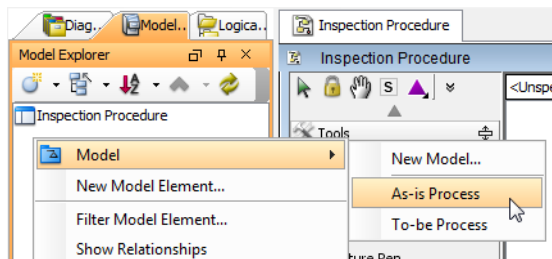 Diag.. Model.. Logica..
Inspection Procedure
Model Explorer
Inspection Procedure
S
<Unspe
Inspection Procedure
Tools
Model
New Model...
New Model Element...
As-is Process
Filter Model Element...
To-be Process
Show Relationships